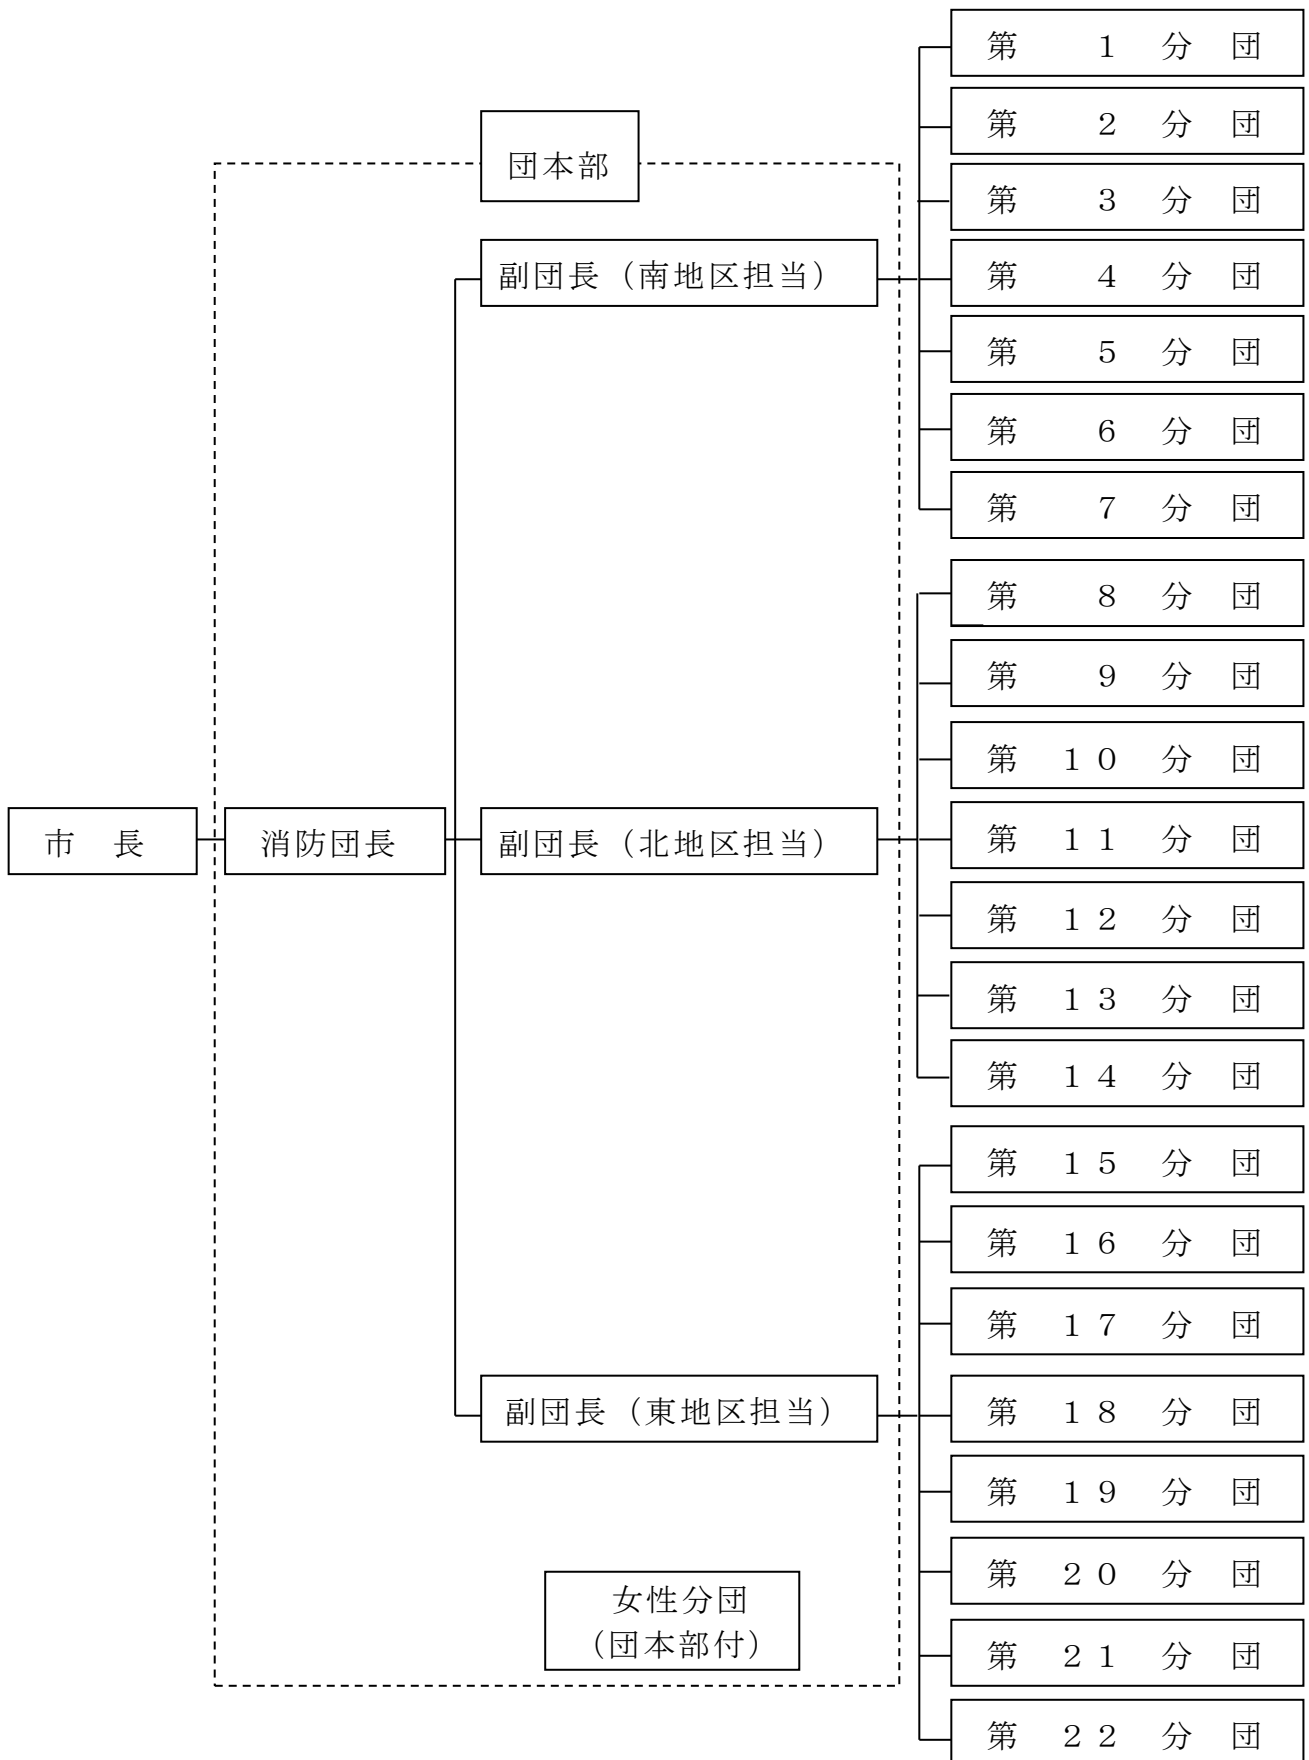 第　　１　分　団
第　　２　分　団
団本部
第　　３　分　団
副団長（南地区担当）
第　　４　分　団
第　　５　分　団
第　　６　分　団
第　　７　分　団
第　　８　分　団
第　　９　分　団
第　１０　分　団
市　長
消防団長
副団長（北地区担当）
第　１１　分　団
第　１２　分　団
第　１３　分　団
第　１４　分　団
第　１５　分　団
第　１６　分　団
第　１７　分　団
副団長（東地区担当）
第　１８　分　団
第　１９　分　団
第　２０　分　団
女性分団
（団本部付）
第　２１　分　団
第　２２　分　団